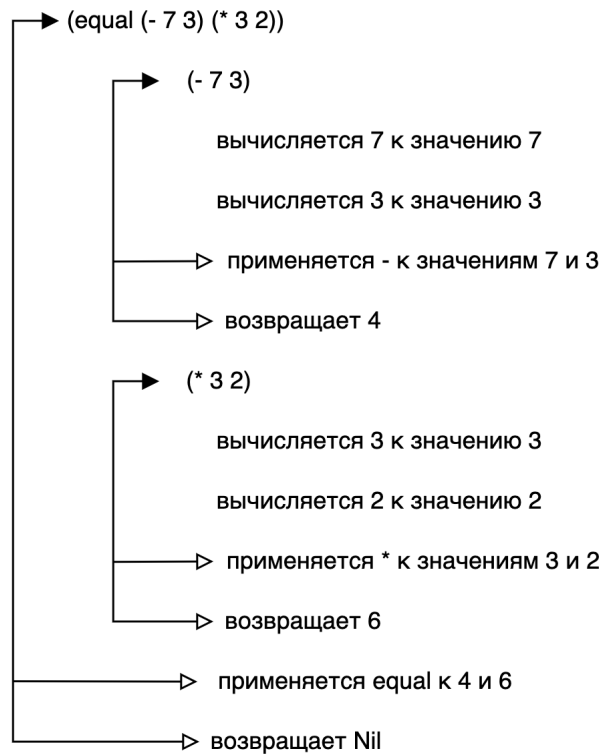 (equal (- 7 3) (* 3 2))
(- 7 3)
вычисляется 7 к значению 7
вычисляется 3 к значению 3
применяется - к значениям 7 и 3
возвращает 4
(* 3 2)
вычисляется 3 к значению 3
вычисляется 2 к значению 2
применяется * к значениям 3 и 2
возвращает 6
применяется equal к 4 и 6
возвращает Nil